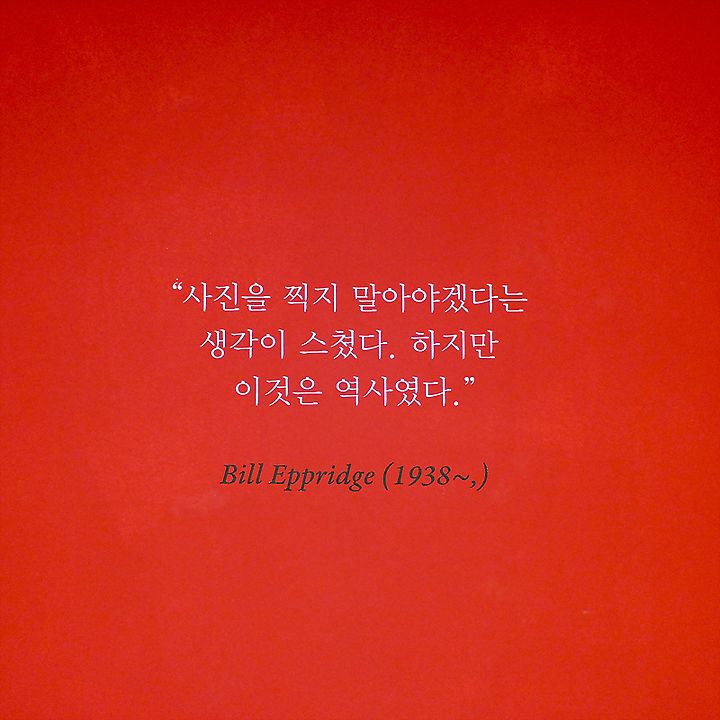 “사진을 찍지 말아야겠다는
생각이 스쳤다. 하지만
이것은 역사였다.”
Bill Eppridge (1938~,)